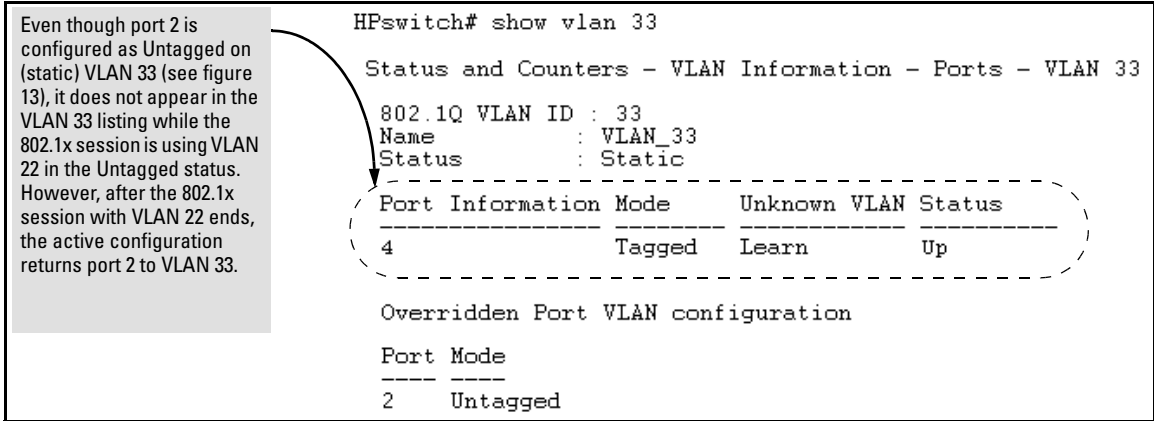 Even though port 2 is
configured as Untagged on
(static) VLAN 33 (see figure
13), it does not appear in the
VLAN 33 listing while the
802.1x session is using VLAN
22 in the Untagged status.
However, after the 802.1x
session with VLAN 22 ends,
the active configuration
returns port 2 to VLAN 33.
HPswitch# show vlan 33
Status and Counters - VLAN Information - Ports - VLAN 33
802.1Q VLAN ID : 33
Name : VLAN_33
Status : Static
Port Information Mode Unknown VLAN Status
---------------- -------- ------------ ----------
4 Tagged Learn Up
Overridden Port VLAN configuration
Port Mode
---- ----
2 Untagged